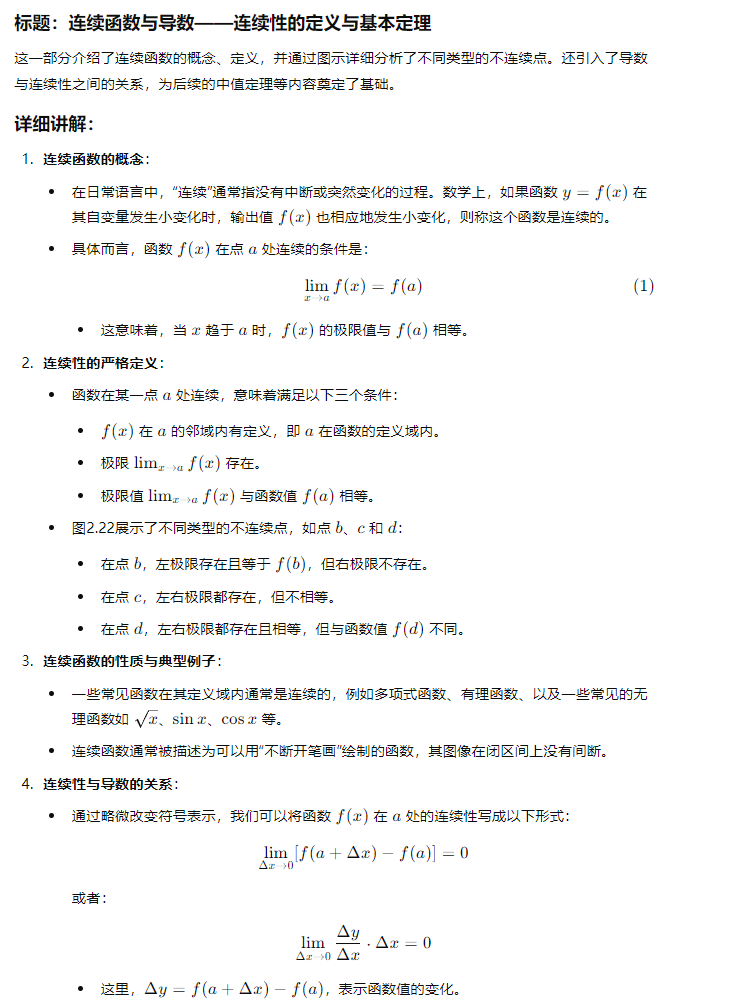 标题：连续函数与导数——连续性的定义与基本定理
这一部分介绍了连续函数的概念、定义，并通过图示详细分析了不同类型的不连续点。还引入了导数
与连续性之间的关系，为后续的中值定理等内容奠定了基础。
详细讲解：
1. 连续函数的概念：
• 在日常语言中，“连续”通常指没有中断或突然变化的过程。数学上，如果函数 y = f(x) 在
其自变量发生小变化时，输出值 f(x) 也相应地发生小变化，则称这个函数是连续的。
• 具体而言，函数 f(x) 在点 a 处连续的条件是：
lim_{x→a} f(x) = f(a) (1)
• 这意味着，当 x 趋于 a 时，f(x) 的极限值与 f(a) 相等。
2. 连续性的严格定义：
• 函数在某一点 a 处连续，意味着满足以下三个条件：
• f(x) 在 a 的邻域内有定义，即 a 在函数的定义域内。
• 极限 lim_{x→a} f(x) 存在。
• 极限值 lim_{x→a} f(x) 与函数值 f(a) 相等。
• 图2.22展示了不同类型的不连续点，如点 b、c 和 d：
• 在点 b，左极限存在且等于 f(b)，但右极限不存在。
• 在点 c，左右极限都存在，但不相等。
• 在点 d，左右极限都存在且相等，但与函数值 f(d) 不同。
3. 连续函数的性质与典型例子：
• 一些常见函数在其定义域内通常是连续的，例如多项式函数、有理函数、以及一些常见的无
理函数如 √x、sin x、cos x 等。
• 连续函数通常被描述为可以用“不断开笔画”绘制的函数，其图像在闭区间上没有间断。
4. 连续性与导数的关系：
• 通过略微改变符号表示，我们可以将函数 f(x) 在 a 处的连续性写成以下形式：
lim_{Δx→0} [f(a + Δx) − f(a)] = 0
或者：
lim_{Δx→0} Δy/Δx · Δx = 0
• 这里，Δy = f(a + Δx) − f(a)，表示函数值的变化。